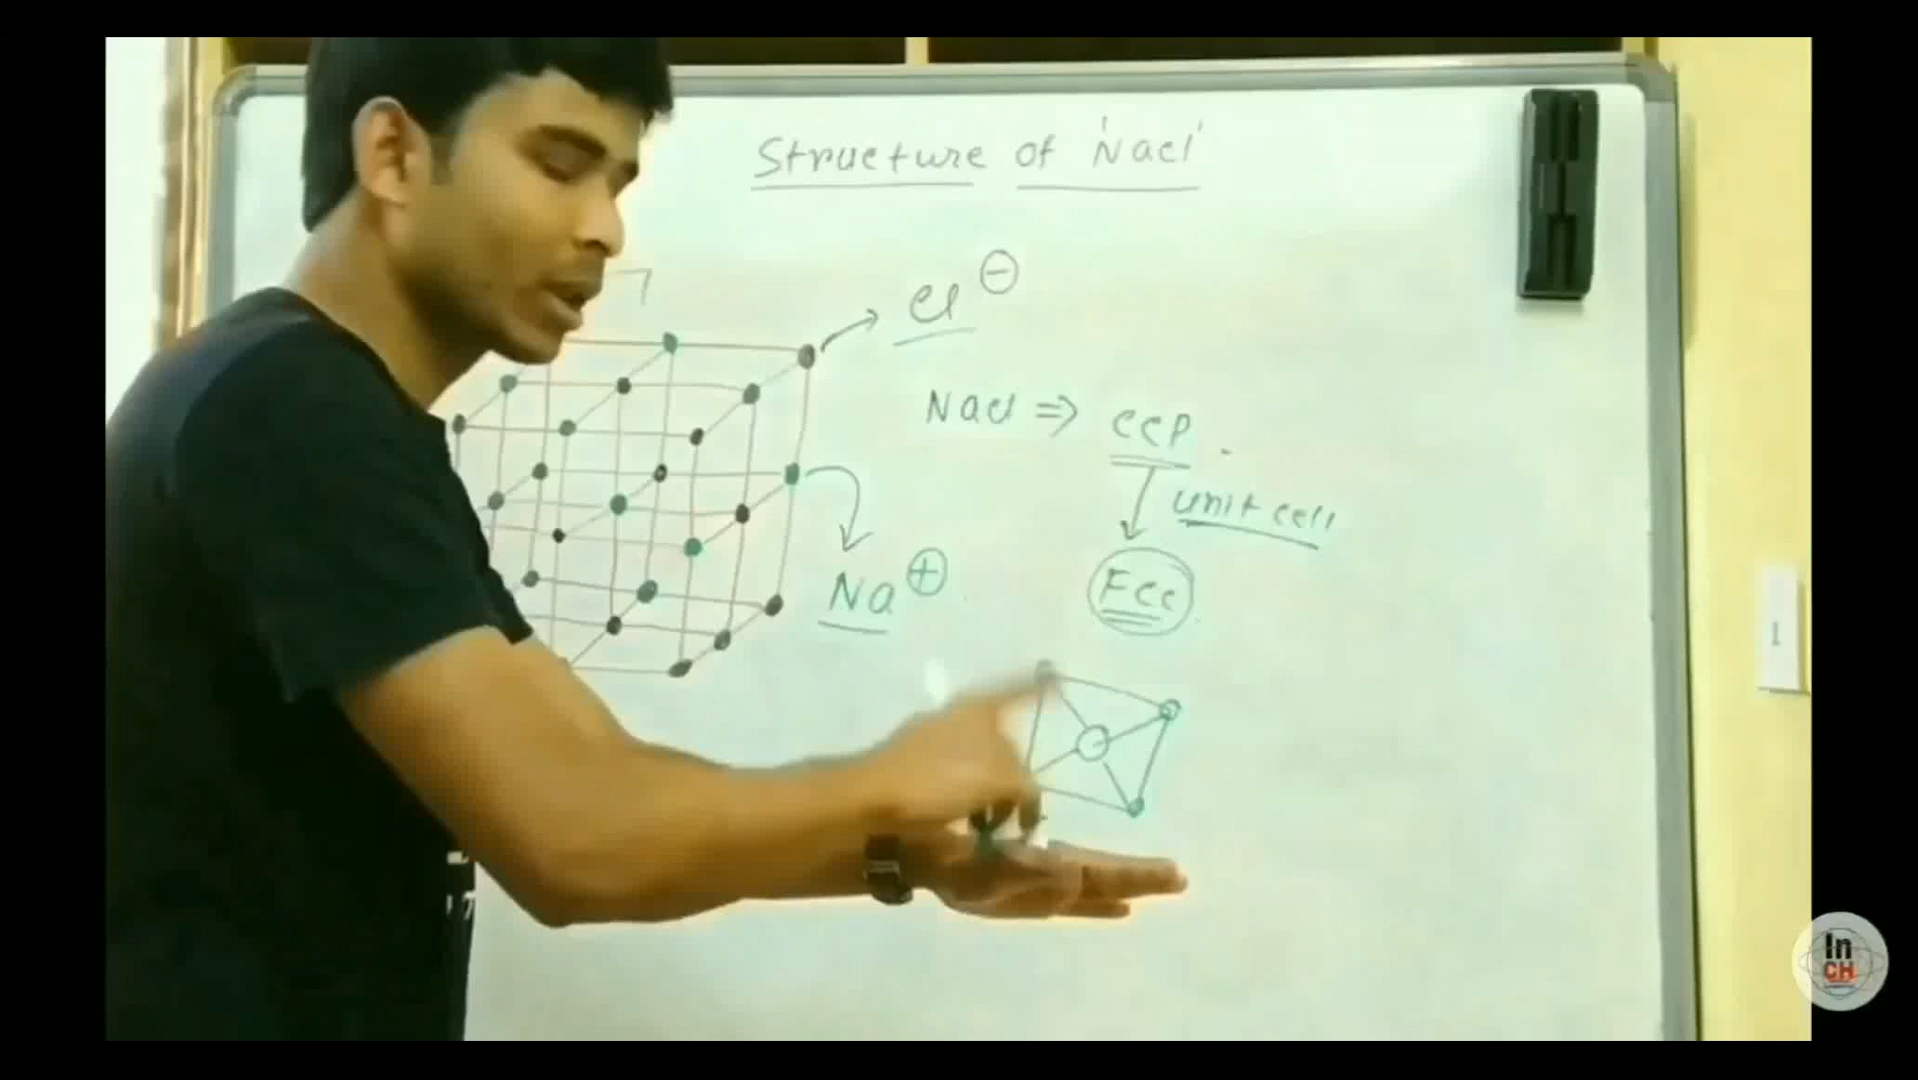 Structure of 'NaCl'
Cl ⊖
NaCl ⇒ CCP
unit cell
Na ⊕
Fcc
In
CH